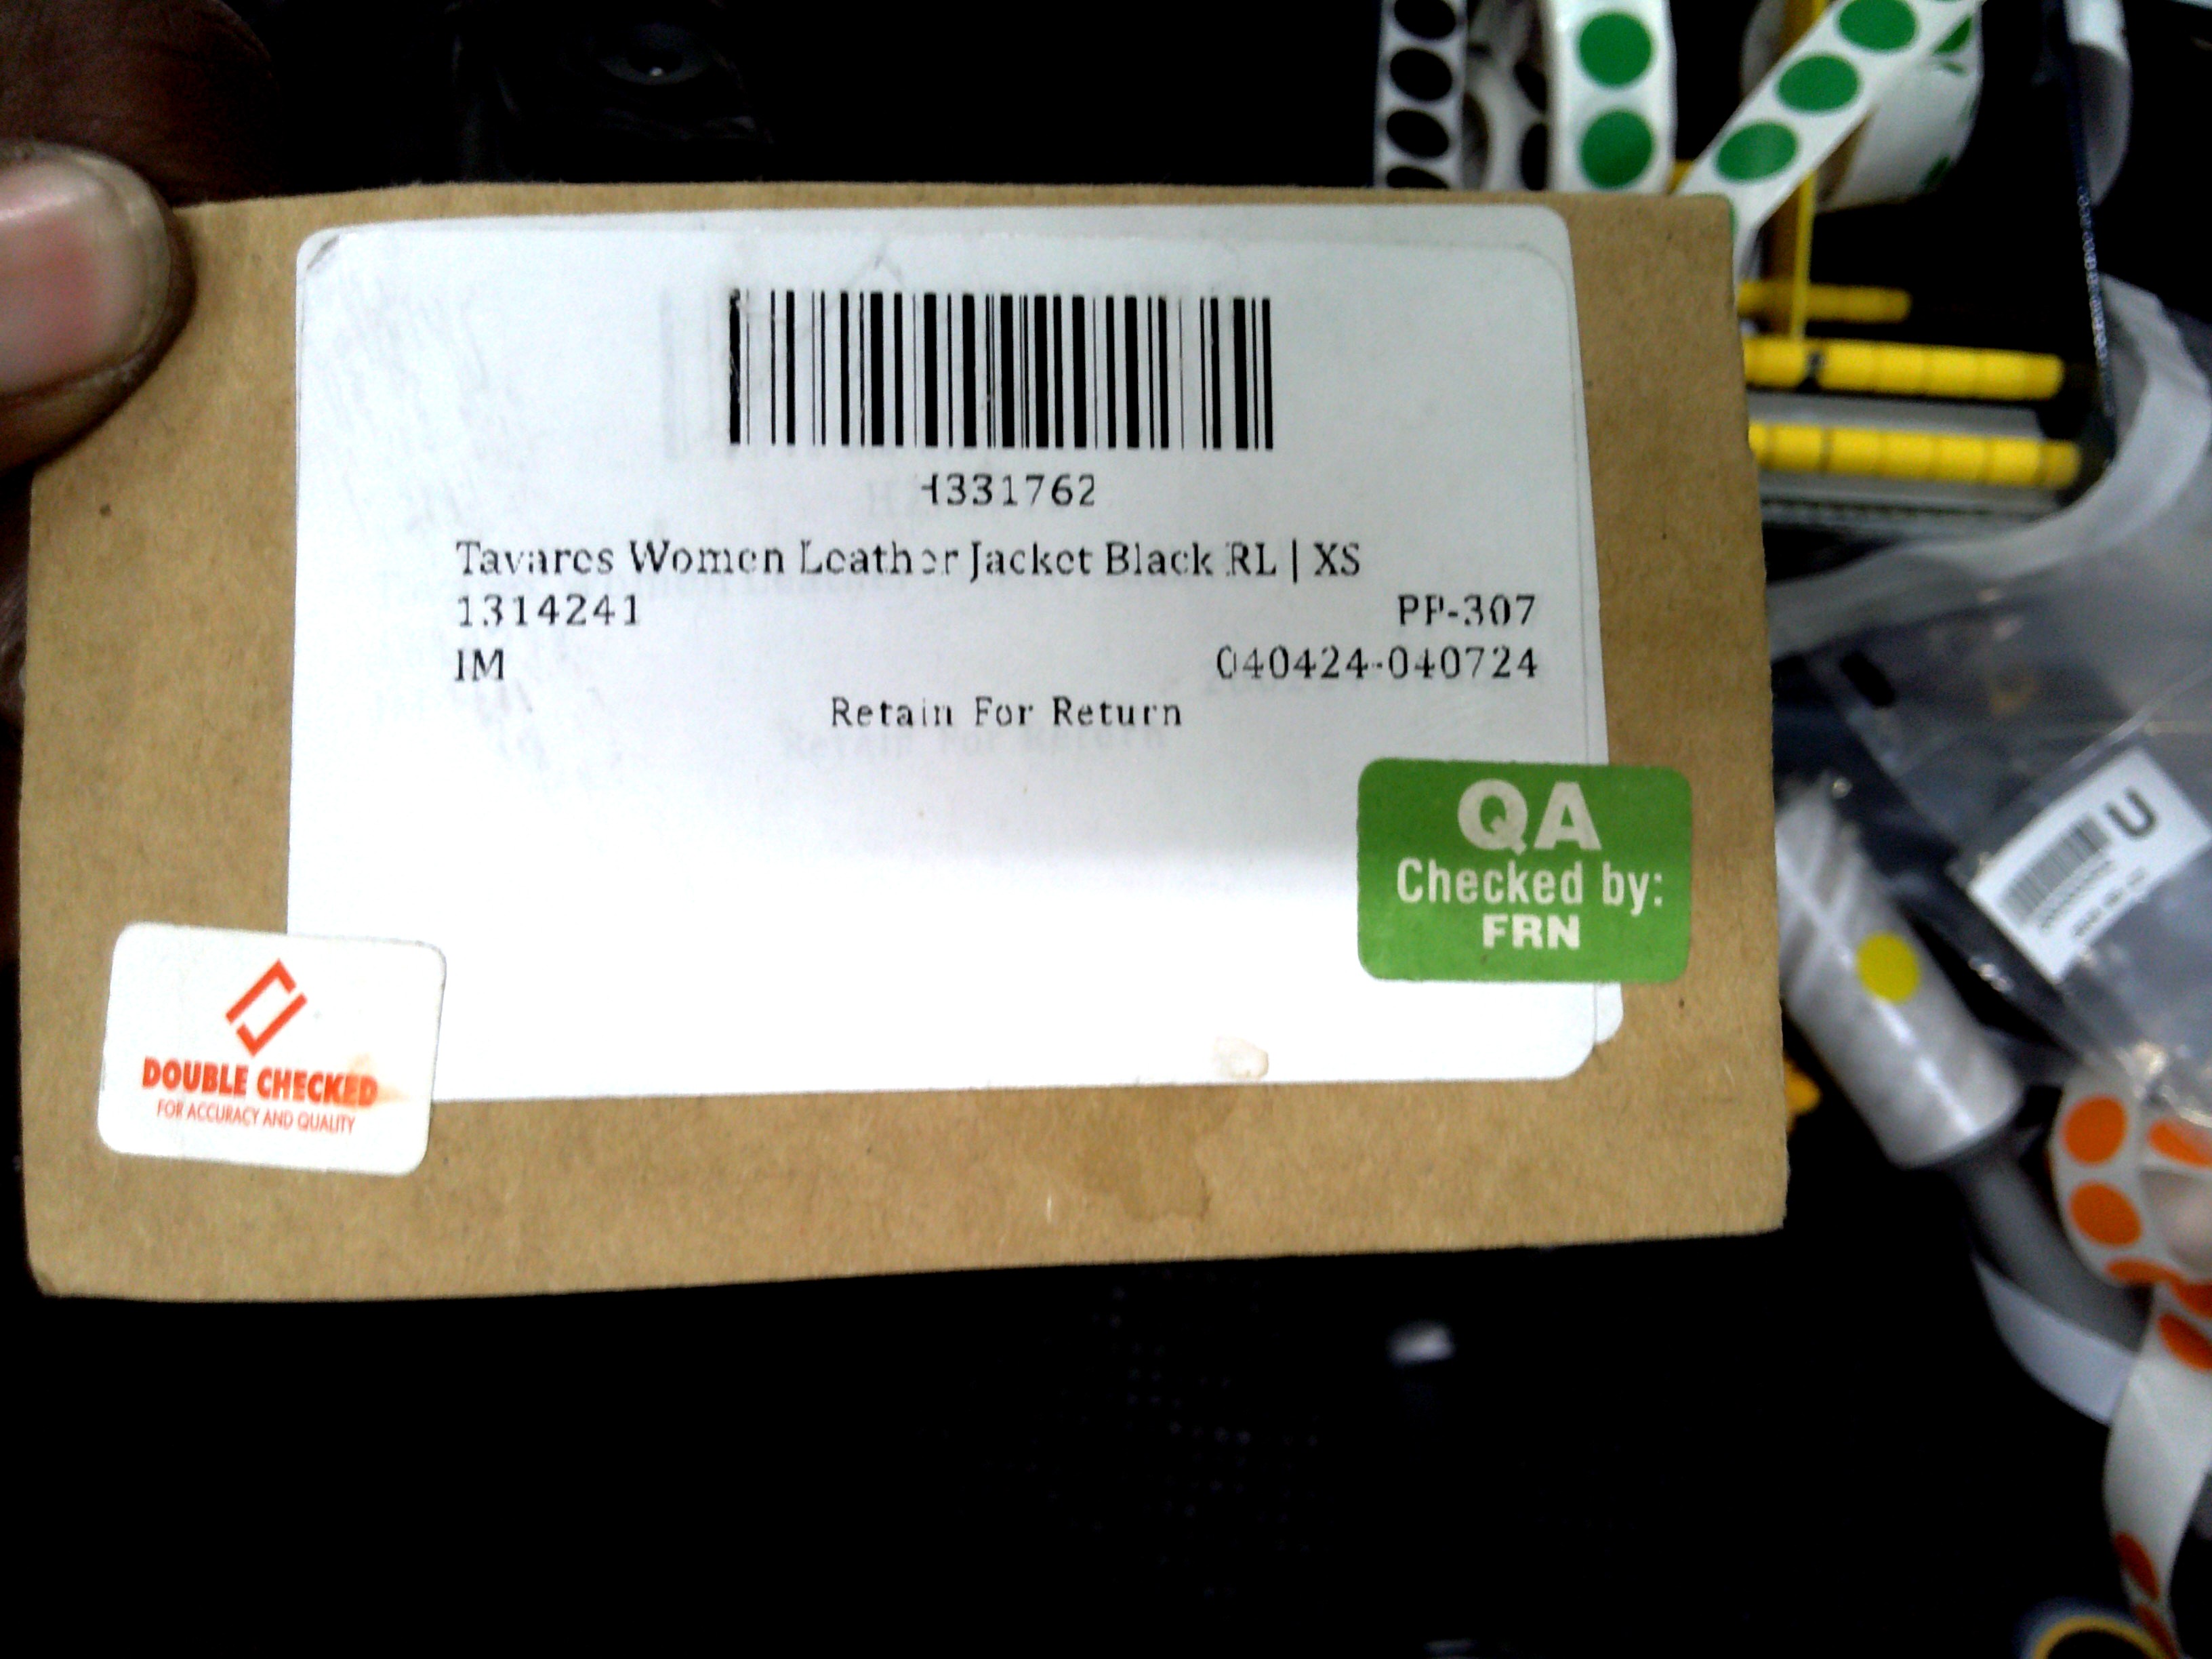 H331762
Tavares Women Leather Jacket Black RL | XS
1314241 PP-307
IM 040424-040724
Retain For Return
QA
Checked by:
FRN
DOUBLE CHECKED
FOR ACCURACY AND QUALITY
U